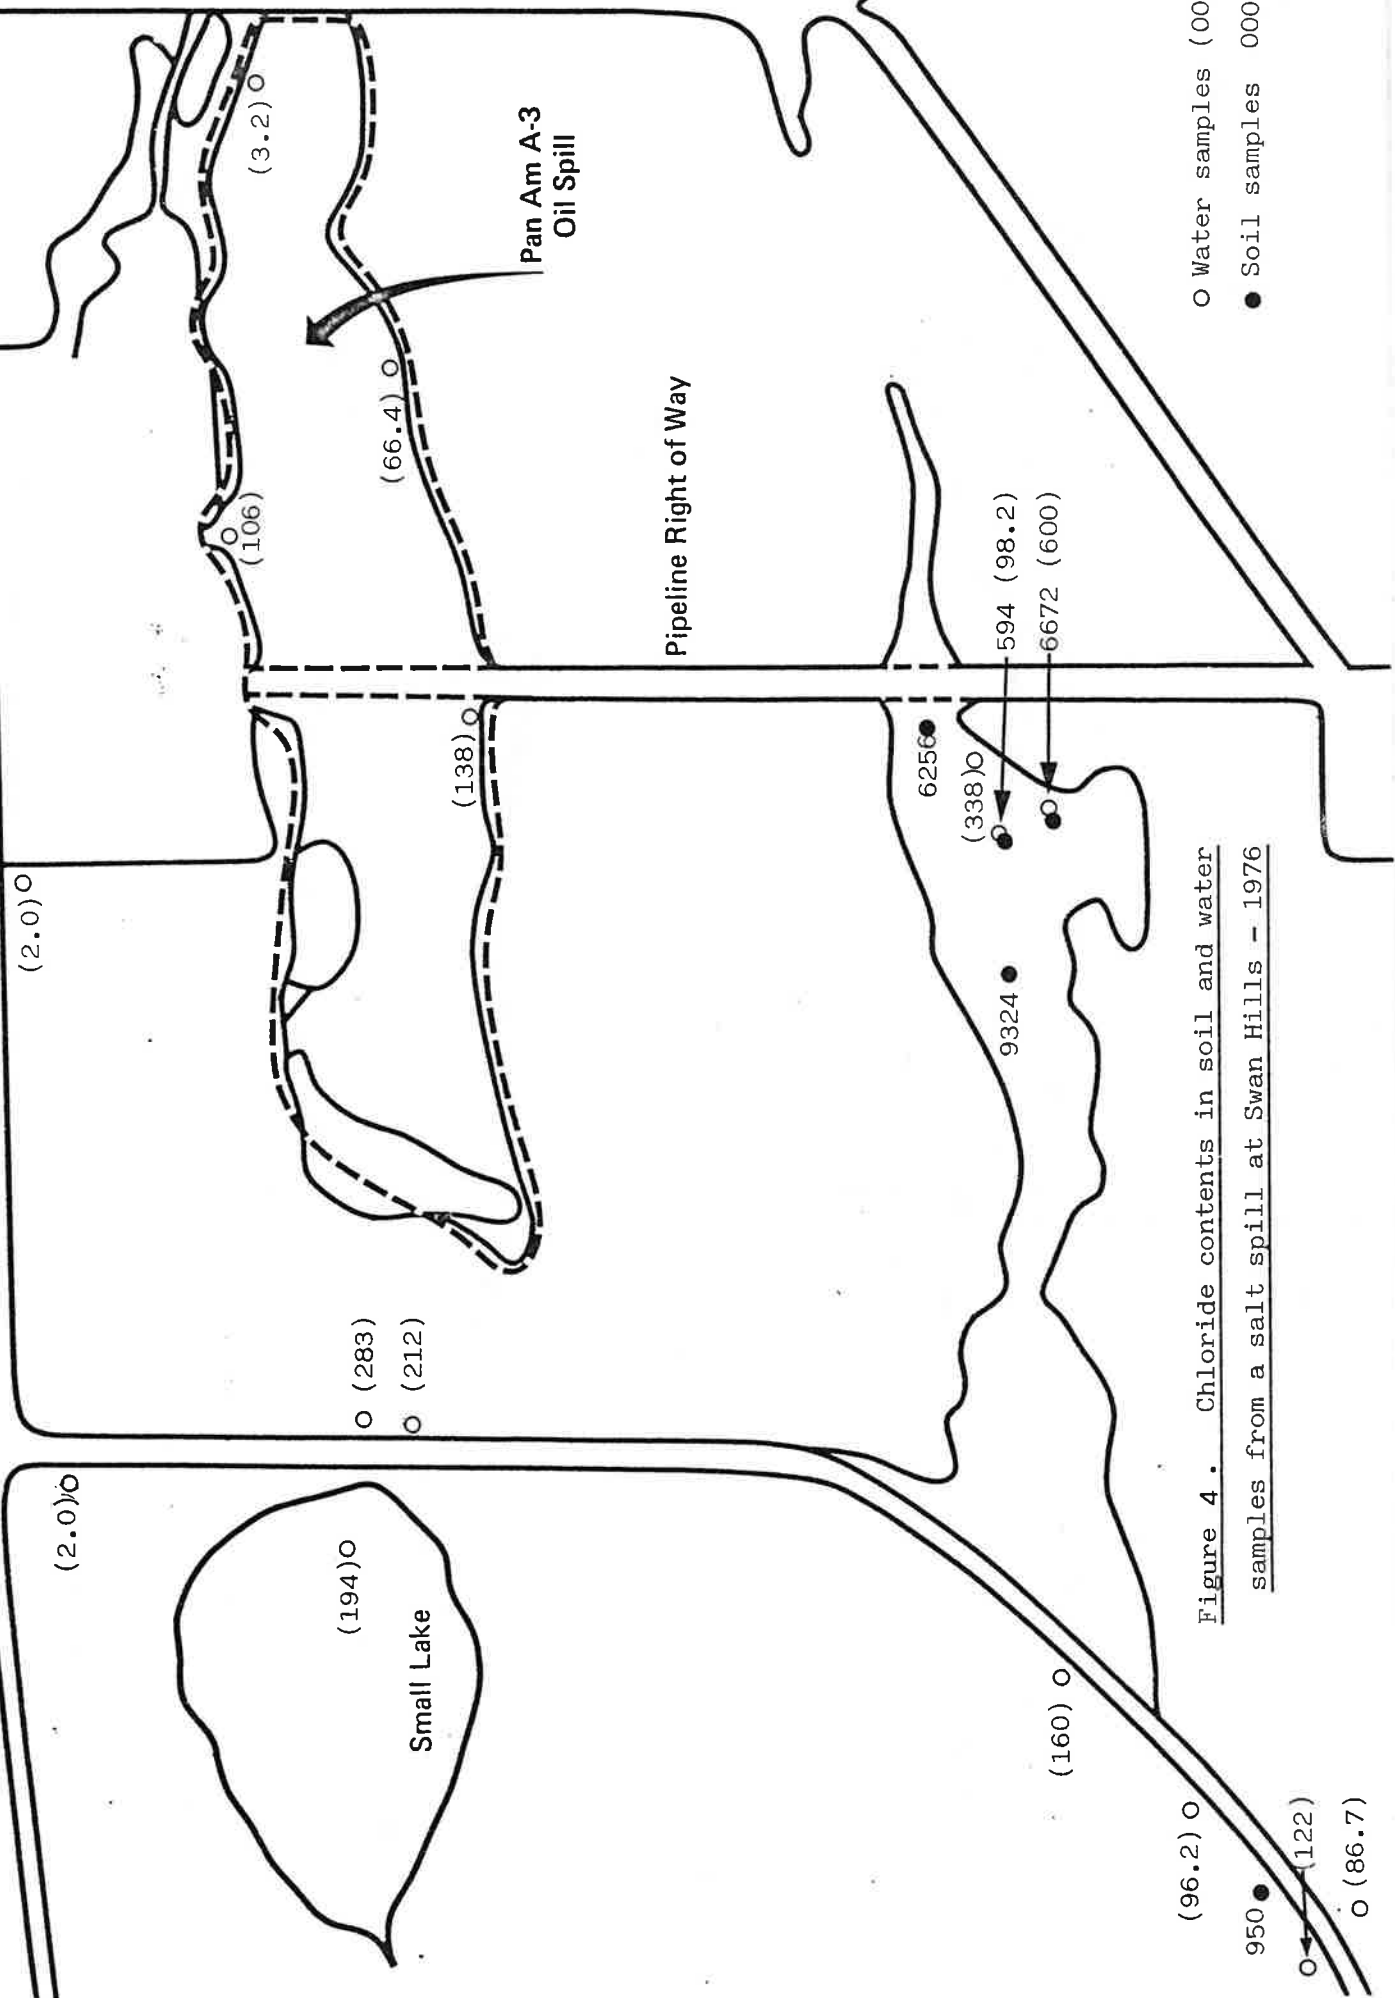 (2.0)
(2.0)
(194)
Small Lake
(283)
(212)
(3.2)
(106)
(66.4)
(138)
Pan Am A-3
Oil Spill
Pipeline Right of Way
6256
(338)
594 (98.2)
6672 (600)
9324
(160)
(96.2)
950
(122)
(86.7)
Water samples (00
Soil samples 000
Figure 4. Chloride contents in soil and water
samples from a salt spill at Swan Hills - 1976